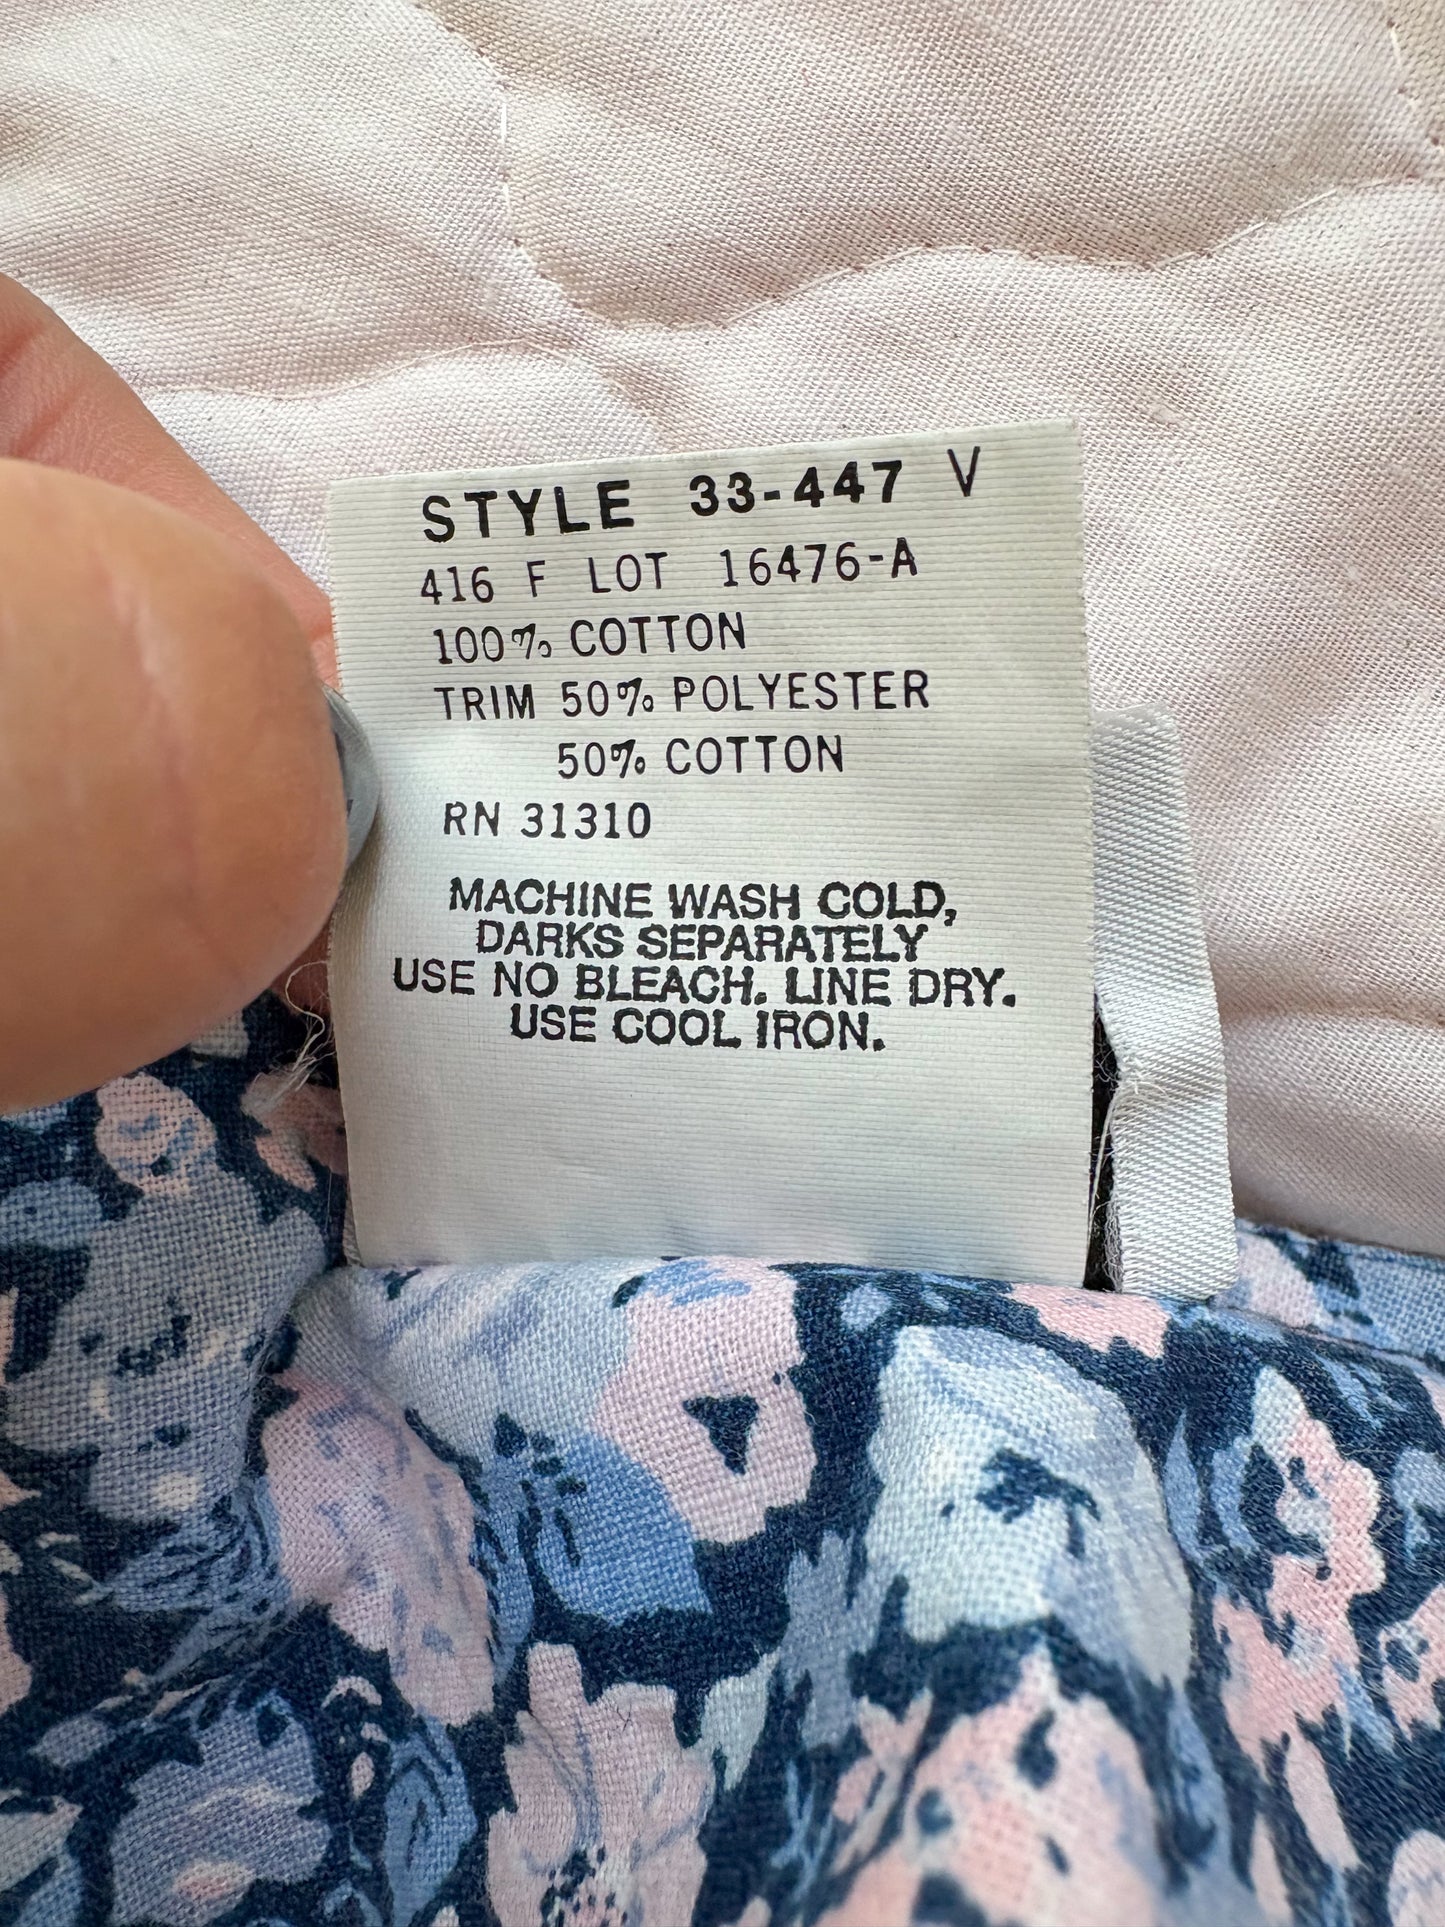 STYLE 33-447 V
416 F LOT 16476-A
100% COTTON
TRIM 50% POLYESTER
50% COTTON
RN 31310
MACHINE WASH COLD,
DARKS SEPARATELY
USE NO BLEACH. LINE DRY.
USE COOL IRON.